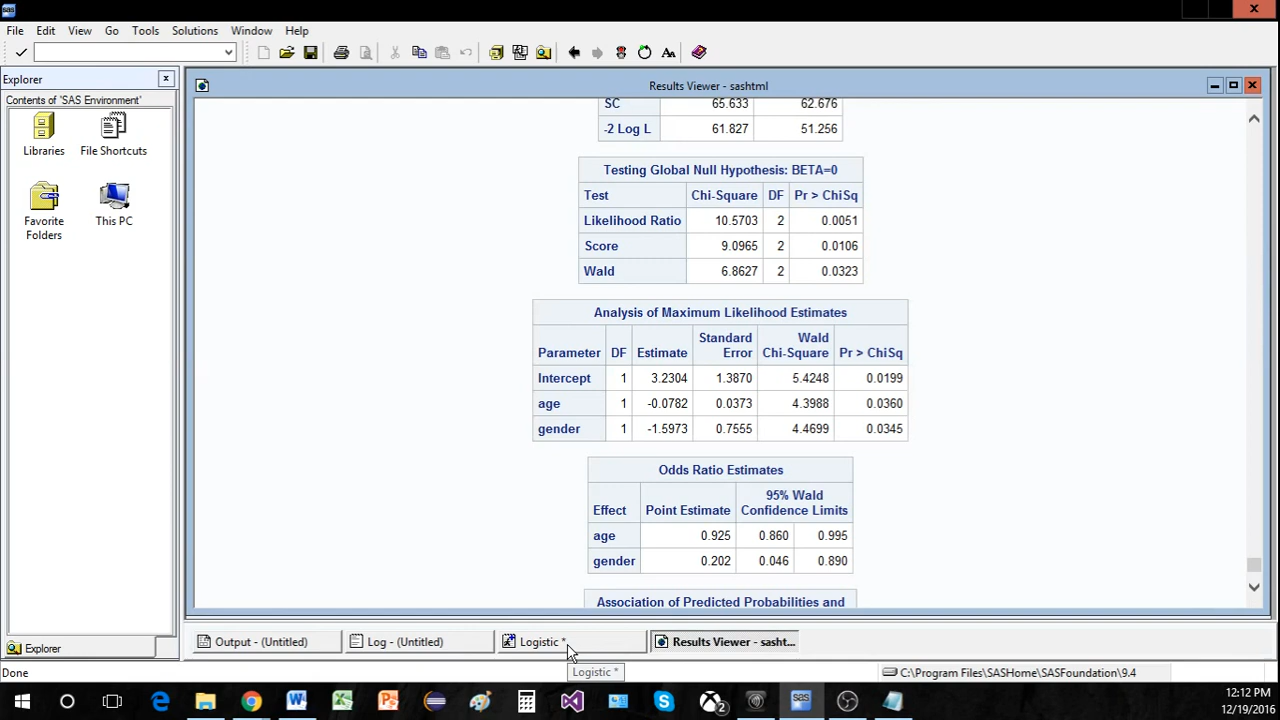 sas
File Edit View Go Tools Solutions Window Help
Explorer
Contents of 'SAS Environment'
Libraries
File Shortcuts
Favorite Folders
This PC
Explorer
Results Viewer - sashtml
SC 65.633 62.676
-2 Log L 61.827 51.256
Testing Global Null Hypothesis: BETA=0
Test Chi-Square DF Pr > ChiSq
Likelihood Ratio 10.5703 2 0.0051
Score 9.0965 2 0.0106
Wald 6.8627 2 0.0323
Analysis of Maximum Likelihood Estimates
Parameter DF Estimate Standard Error Wald Chi-Square Pr > ChiSq
Intercept 1 3.2304 1.3870 5.4248 0.0199
age 1 -0.0782 0.0373 4.3988 0.0360
gender 1 -1.5973 0.7555 4.4699 0.0345
Odds Ratio Estimates
Effect Point Estimate 95% Wald Confidence Limits
age 0.925 0.860 0.995
gender 0.202 0.046 0.890
Association of Predicted Probabilities and
Output - (Untitled) Log - (Untitled) Logistic * Results Viewer - sasht...
Logistic *
Done C:\Program Files\SASHome\SASFoundation\9.4
12:12 PM
12/19/2016